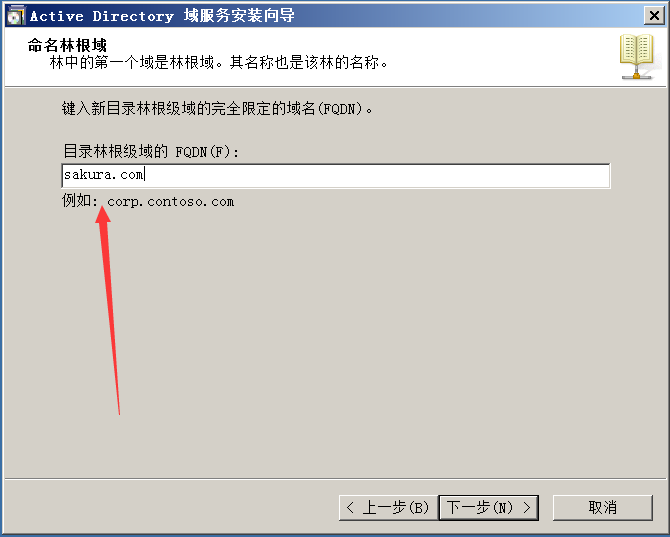 Active Directory 域服务安装向导
命名林根域
林中的第一个域是林根域。其名称也是该林的名称。
键入新目录林根级域的完全限定的域名(FQDN)。
目录林根级域的 FQDN(F):
sakura.com
例如: corp.contoso.com
< 上一步(B) 下一步(N) > 取消